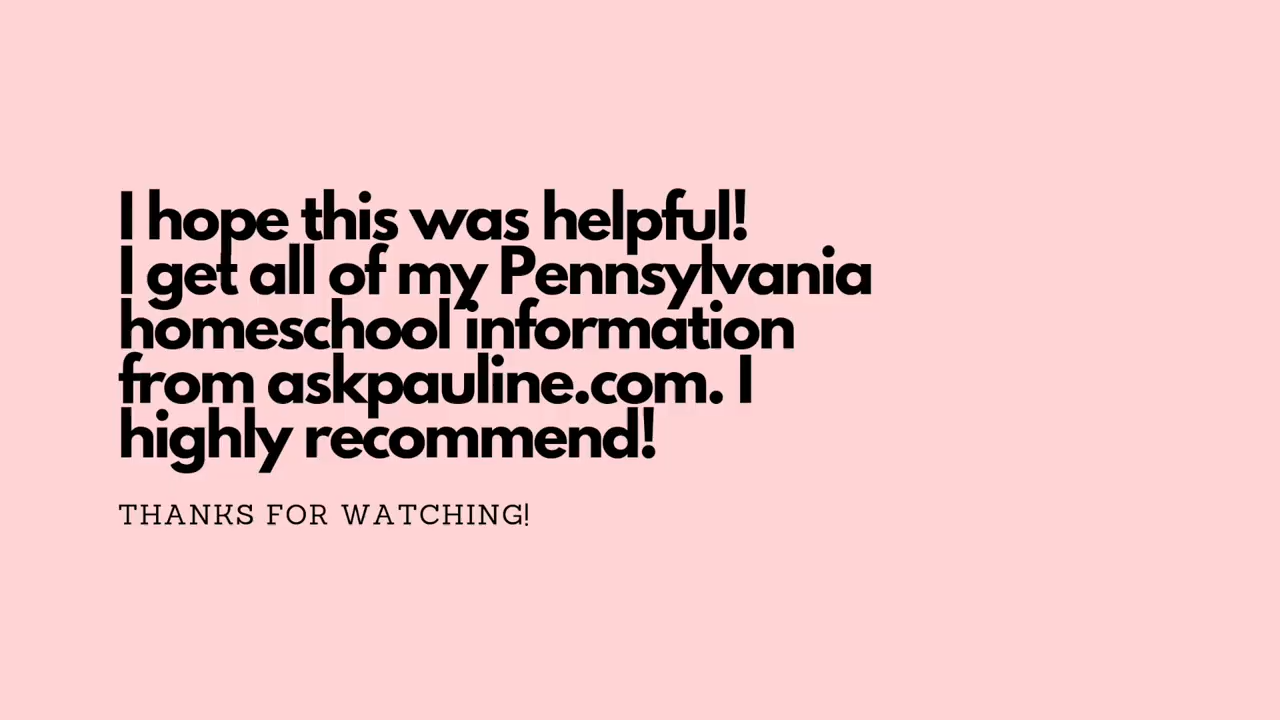 I hope this was helpful!
I get all of my Pennsylvania
homeschool information
from askpauline.com. I
highly recommend!
THANKS FOR WATCHING!